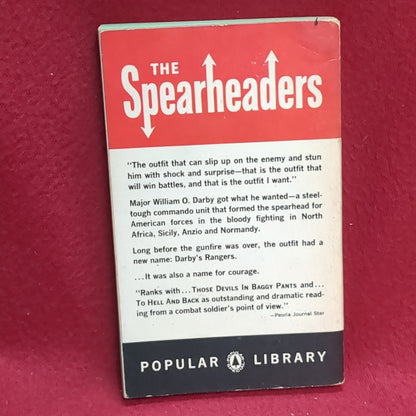 THE
Spearheaders
"The outfit that can slip up on the enemy and stun
him with shock and surprise—that is the outfit that
will win battles, and that is the outfit I want."
Major William O. Darby got what he wanted—a steel-
tough commando unit that formed the spearhead for
American forces in the bloody fighting in North
Africa, Sicily, Anzio and Normandy.
Long before the gunfire was over, the outfit had a
new name: Darby's Rangers.
...It was also a name for courage.
"Ranks with...THOSE DEVILS IN BAGGY PANTS and...
TO HELL AND BACK as outstanding and dramatic read-
ing from a combat soldier's point of view."
—Peoria Journal Star
POPULAR LIBRARY